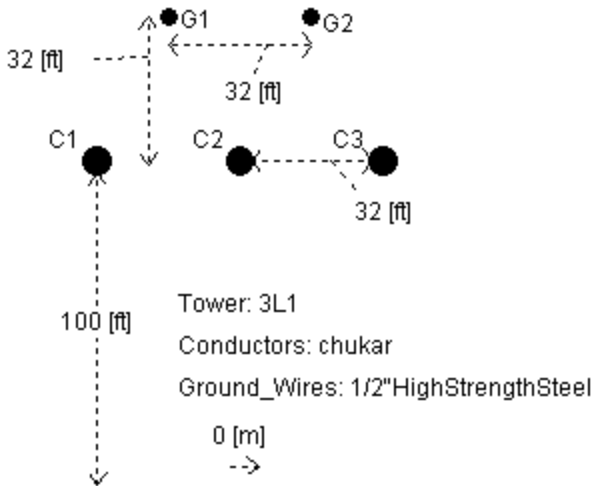 G1 G2
32 [ft]
32 [ft]
C1 C2 C3
32 [ft]
100 [ft]
Tower: 3L1
Conductors: chukar
Ground_Wires: 1/2"HighStrengthSteel
0 [m]